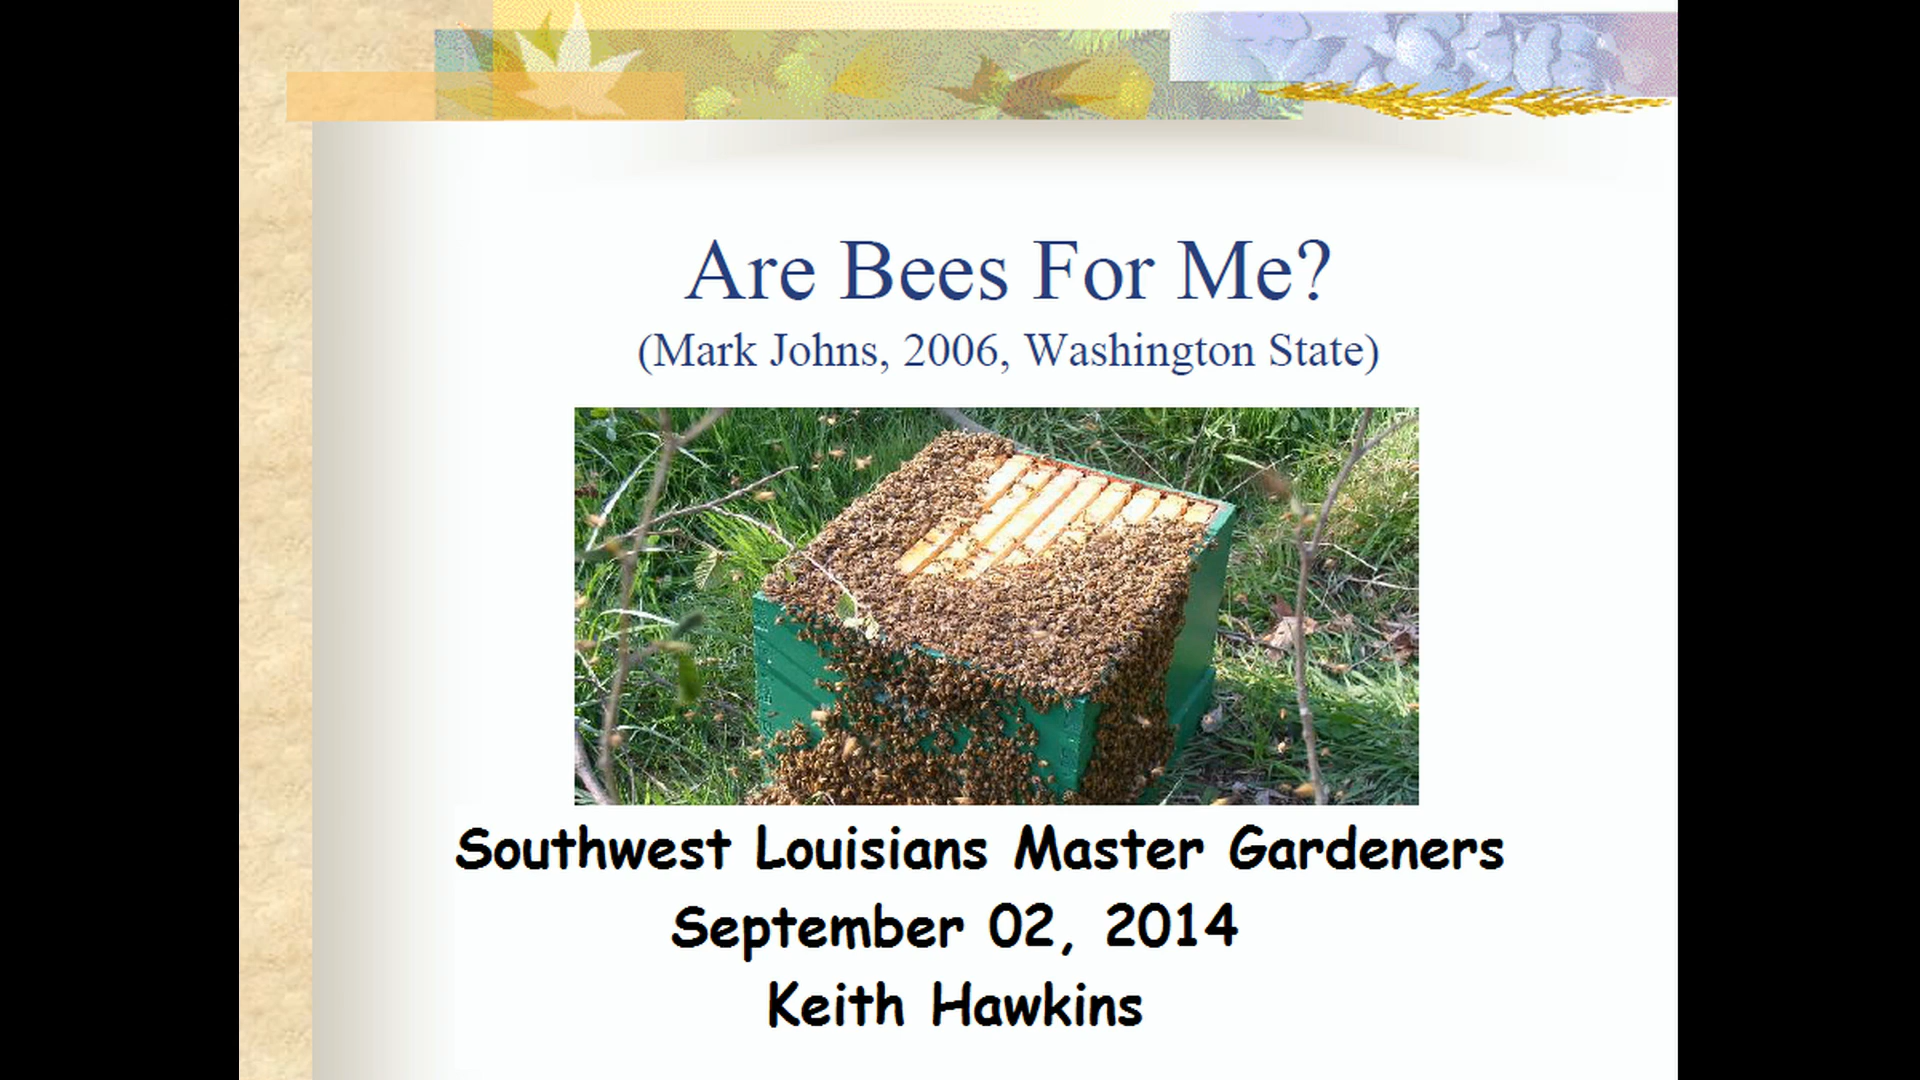 Are Bees For Me?
(Mark Johns, 2006, Washington State)
Southwest Louisians Master Gardeners
September 02, 2014
Keith Hawkins